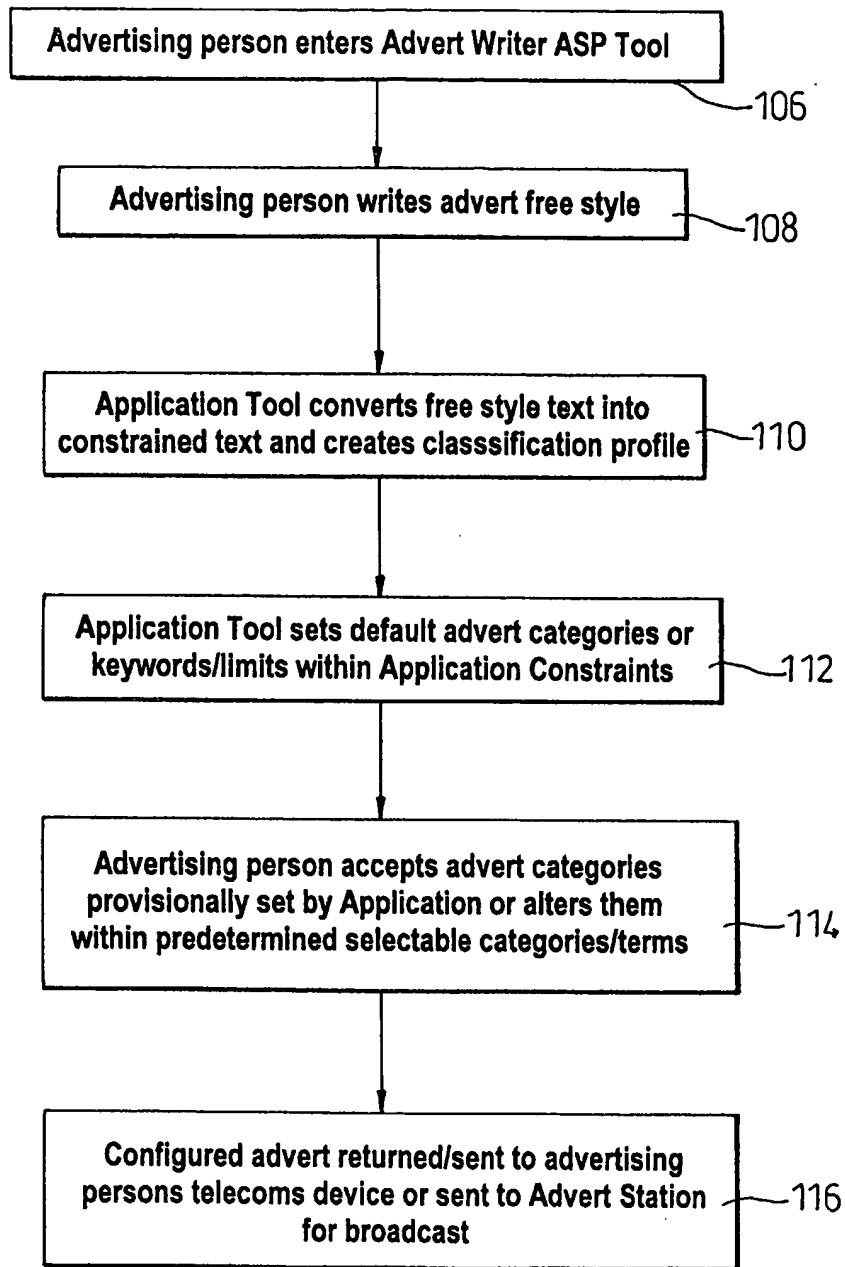 Advertising person enters Advert Writer ASP Tool
106
Advertising person writes advert free style
108
Application Tool converts free style text into
constrained text and creates classsification profile
110
Application Tool sets default advert categories or
keywords/limits within Application Constraints
112
Advertising person accepts advert categories
provisionally set by Application or alters them
within predetermined selectable categories/terms
114
Configured advert returned/sent to advertising
persons telecoms device or sent to Advert Station
for broadcast
116